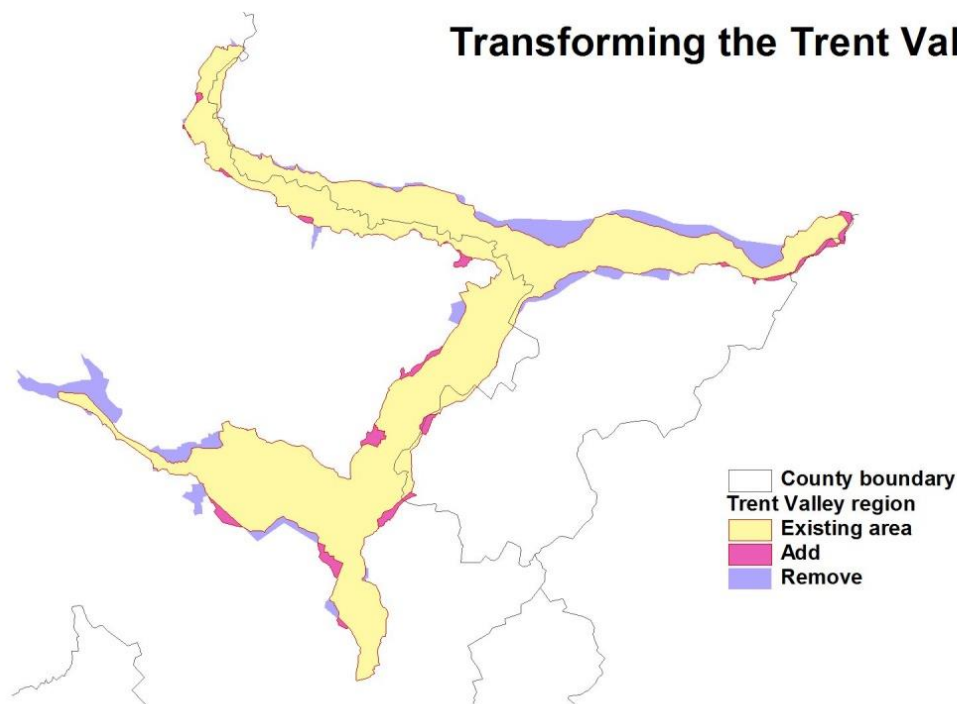 Transforming the Trent Val
County boundary
Trent Valley region
Existing area
Add
Remove